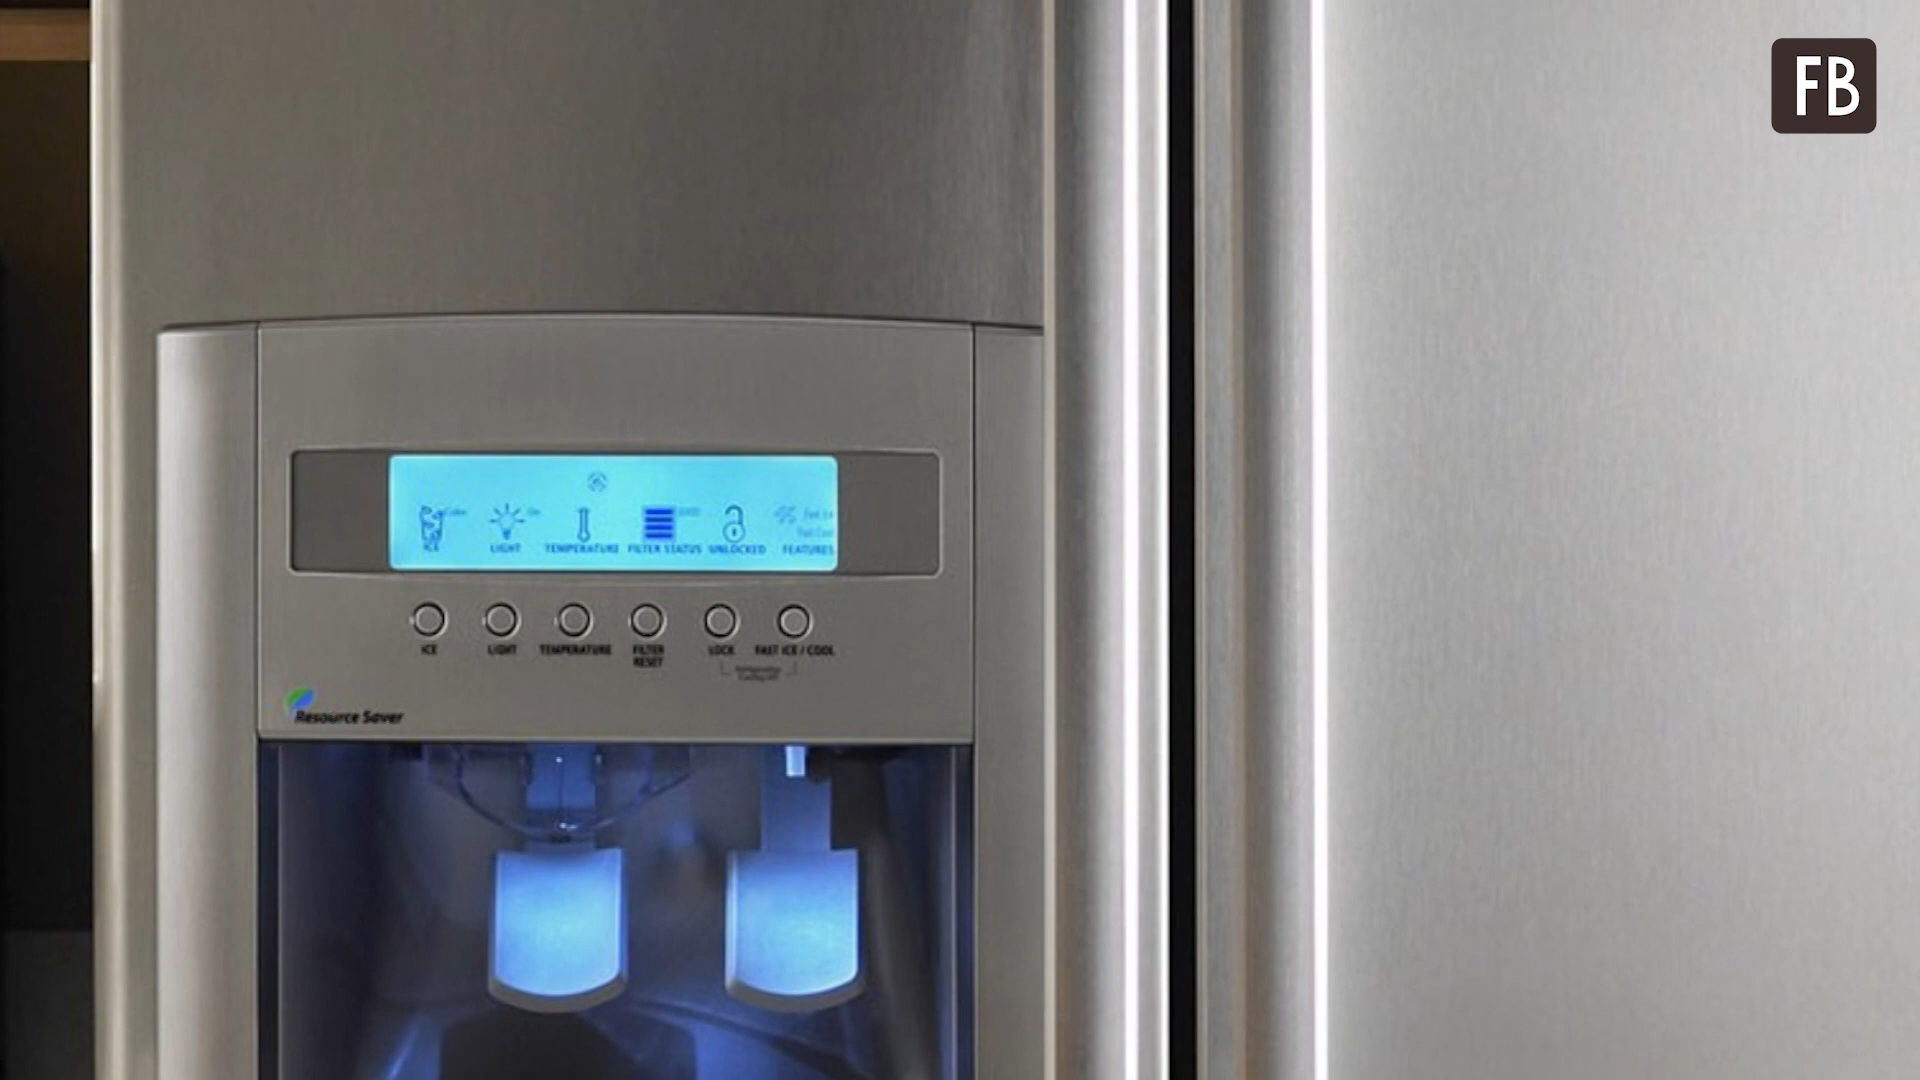 FB
ICE
LIGHT
TEMPERATURE
FILTER STATUS
UNLOCKED
FEATURES
ICE
LIGHT
TEMPERATURE
FILTER
RESET
LOCK
FAST ICE / COOL
Resource Saver